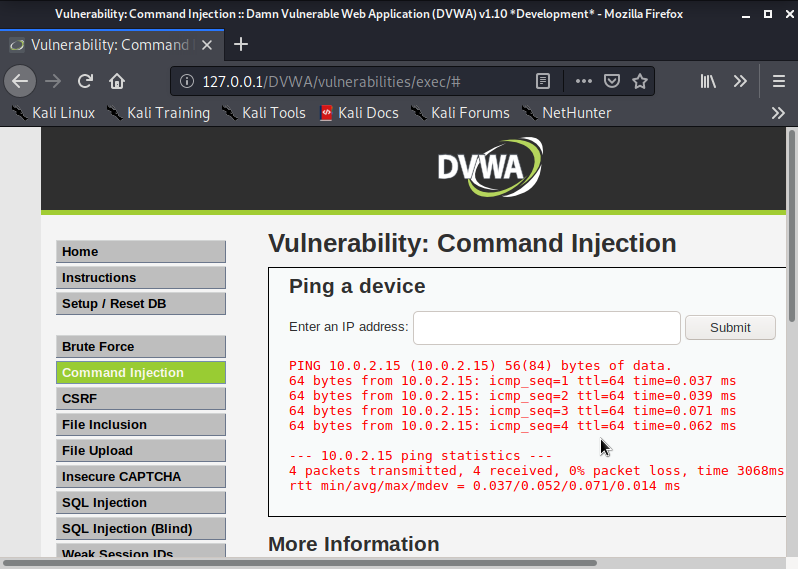 Vulnerability: Command Injection :: Damn Vulnerable Web Application (DVWA) v1.10 *Development* - Mozilla Firefox
Vulnerability: Command
127.0.0.1/DVWA/vulnerabilities/exec/#
Kali Linux Kali Training Kali Tools Kali Docs Kali Forums NetHunter
DVWA
Home
Instructions
Setup / Reset DB
Brute Force
Command Injection
CSRF
File Inclusion
File Upload
Insecure CAPTCHA
SQL Injection
SQL Injection (Blind)
Weak Session IDs
Vulnerability: Command Injection
Ping a device
Enter an IP address: Submit
PING 10.0.2.15 (10.0.2.15) 56(84) bytes of data.
64 bytes from 10.0.2.15: icmp_seq=1 ttl=64 time=0.037 ms
64 bytes from 10.0.2.15: icmp_seq=2 ttl=64 time=0.039 ms
64 bytes from 10.0.2.15: icmp_seq=3 ttl=64 time=0.071 ms
64 bytes from 10.0.2.15: icmp_seq=4 ttl=64 time=0.062 ms
--- 10.0.2.15 ping statistics ---
4 packets transmitted, 4 received, 0% packet loss, time 3068ms
rtt min/avg/max/mdev = 0.037/0.052/0.071/0.014 ms
More Information